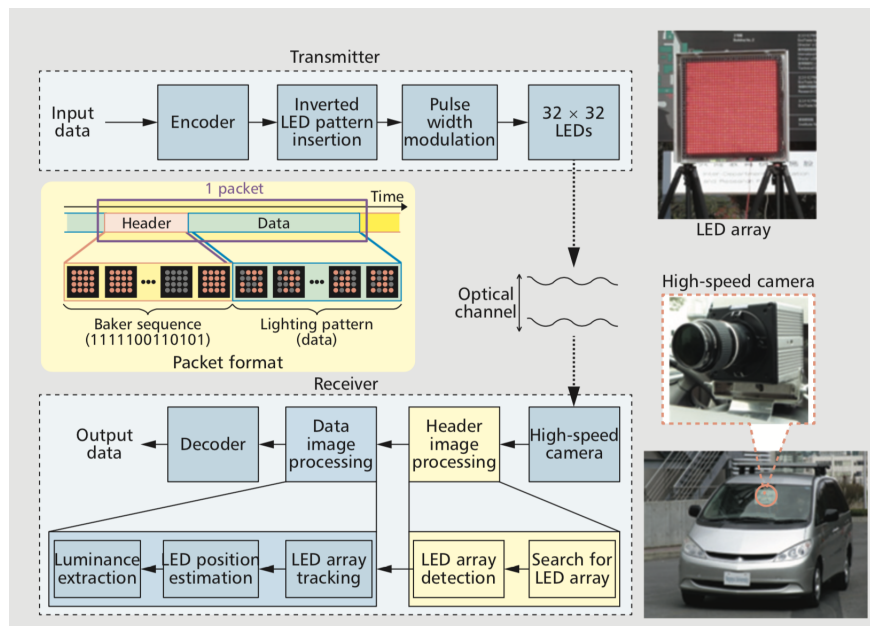 Transmitter
Input
data
Encoder
Inverted
LED pattern
insertion
Pulse
width
modulation
32 × 32
LEDs
LED array
1 packet
Time
Header
Data
Baker sequence
(1111100110101)
Lighting pattern
(data)
Packet format
Optical
channel
High-speed camera
Receiver
Output
data
Decoder
Data
image
processing
Header
image
processing
High-speed
camera
Luminance
extraction
LED position
estimation
LED array
tracking
LED array
detection
Search for
LED array